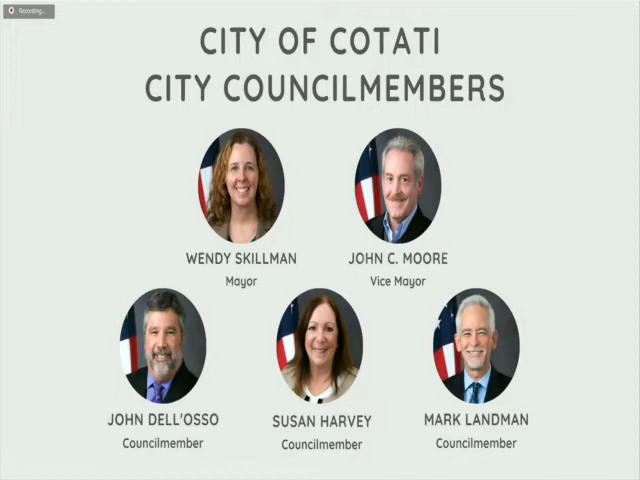 Recording...
CITY OF COTATI
CITY COUNCILMEMBERS
WENDY SKILLMAN
Mayor
JOHN C. MOORE
Vice Mayor
JOHN DELL'OSSO
Councilmember
SUSAN HARVEY
Councilmember
MARK LANDMAN
Councilmember